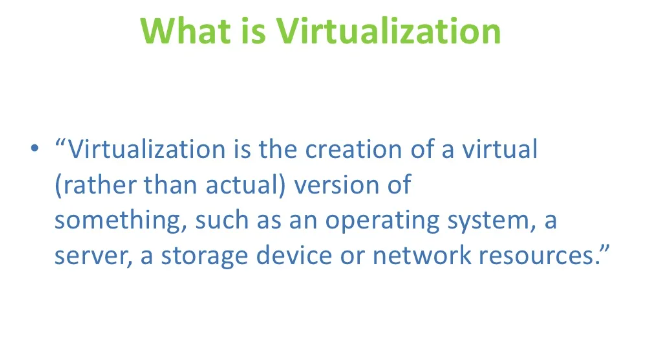 What is Virtualization
• “Virtualization is the creation of a virtual
(rather than actual) version of
something, such as an operating system, a
server, a storage device or network resources.”